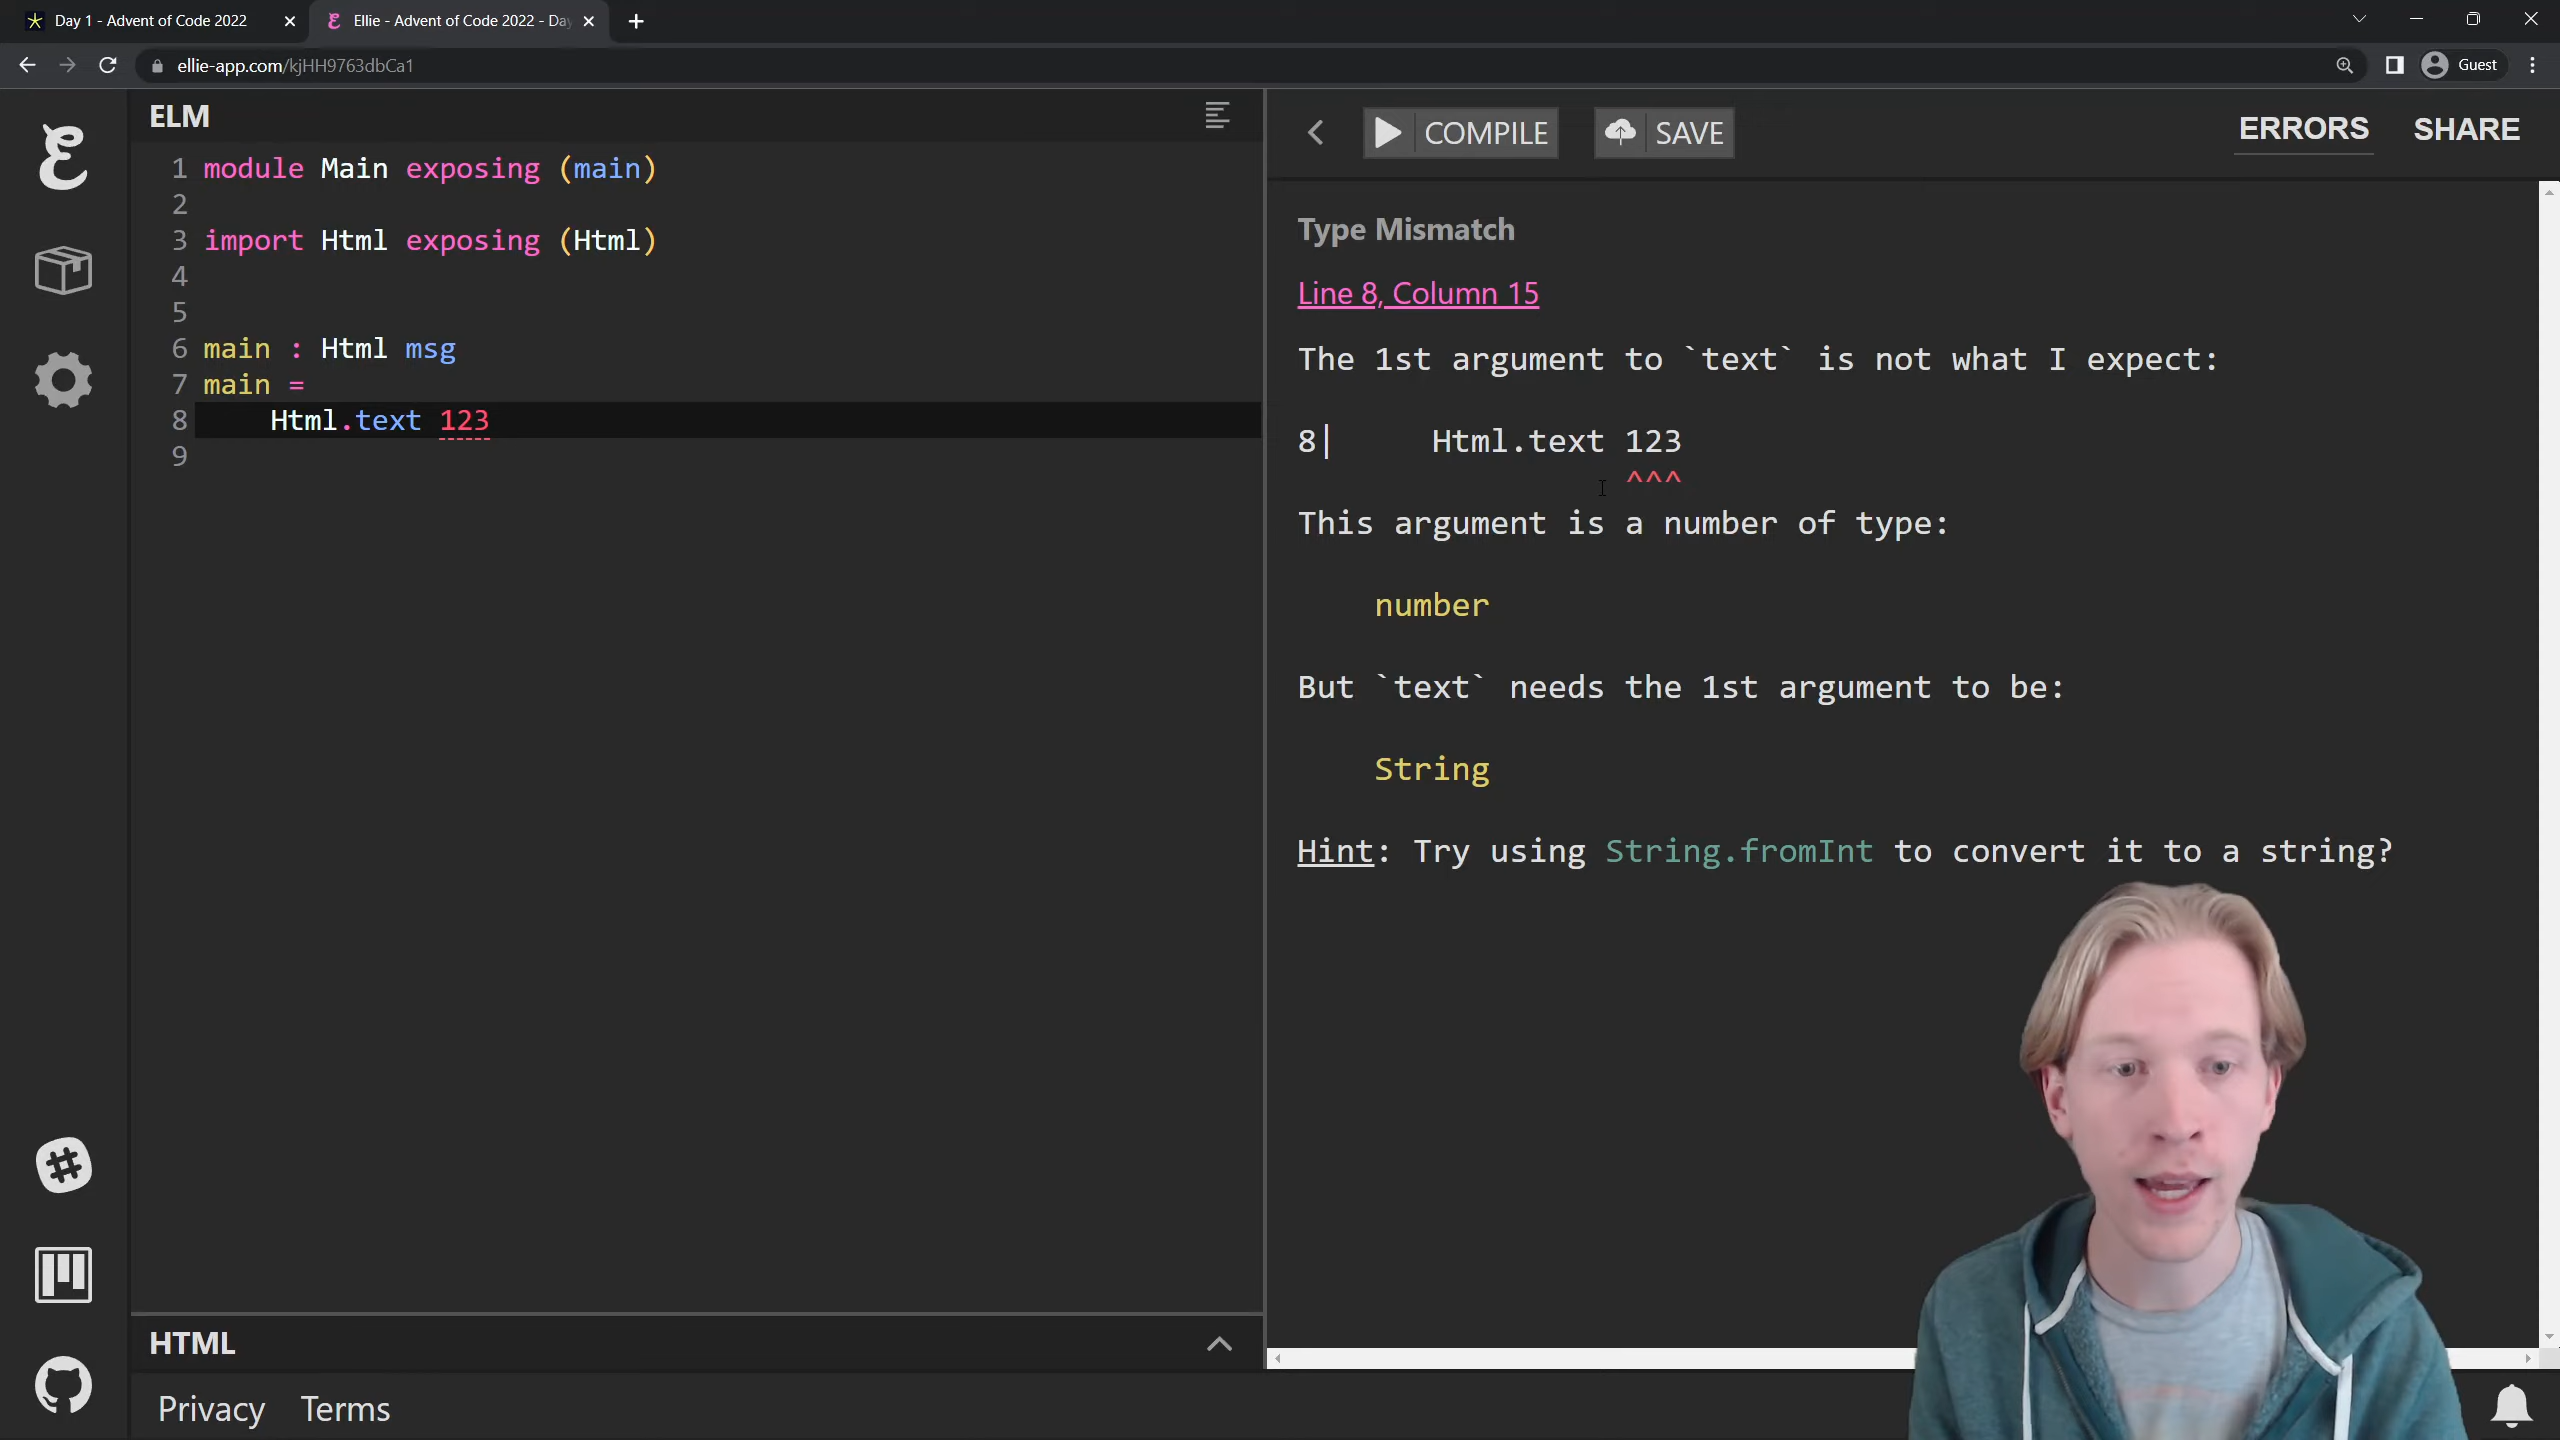 Day 1 - Advent of Code 2022
Ellie - Advent of Code 2022 - Da
ellie-app.com/kjHH9763dbCa1
Guest
ELM
COMPILE
SAVE
ERRORS
SHARE
1 module Main exposing (main)
2
3 import Html exposing (Html)
4
5
6 main : Html msg
7 main =
8     Html.text 123
9
Type Mismatch
Line 8, Column 15
The 1st argument to `text` is not what I expect:
8|     Html.text 123
^^^
This argument is a number of type:
number
But `text` needs the 1st argument to be:
String
Hint: Try using String.fromInt to convert it to a string?
HTML
Privacy Terms